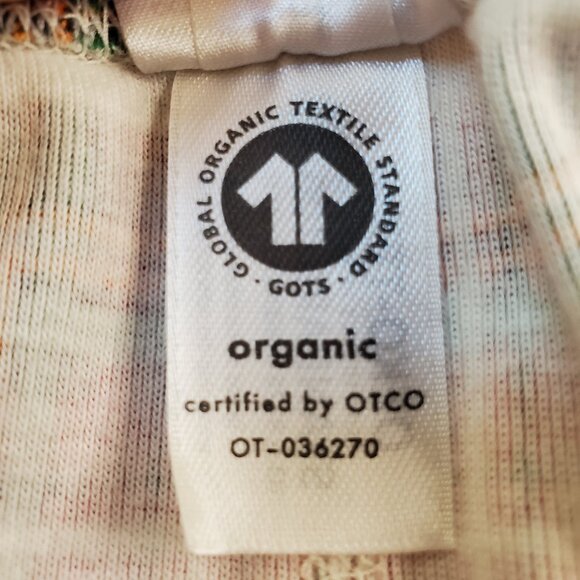 GLOBAL ORGANIC TEXTILE STANDARD · GOTS ·
organic
certified by OTCO
OT-036270